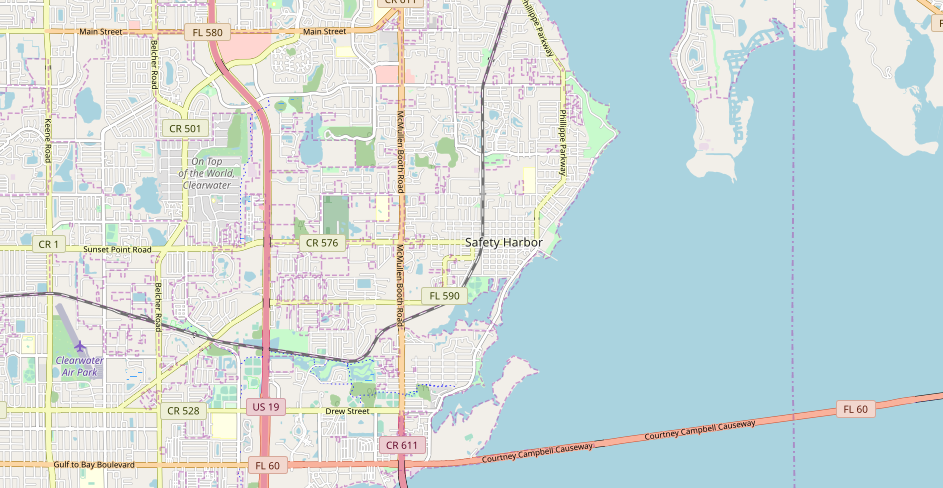 CR 611
Main Street
FL 580
Main Street
F
Phillippe Parkway
Belcher Road
Keene Road
CR 501
McMullen Booth Road
Phillippe Parkway
On Top
of the World,
Clearwater
CR 1
Sunset Point Road
CR 576
Safety Harbor
McMullen Booth Road
Belcher Road
FL 590
Clearwater
Air Park
CR 528
US 19
Drew Street
FL 60
CR 611
Courtney Campbell Causeway
Courtney Campbell Causeway
Gulf to Bay Boulevard
FL 60